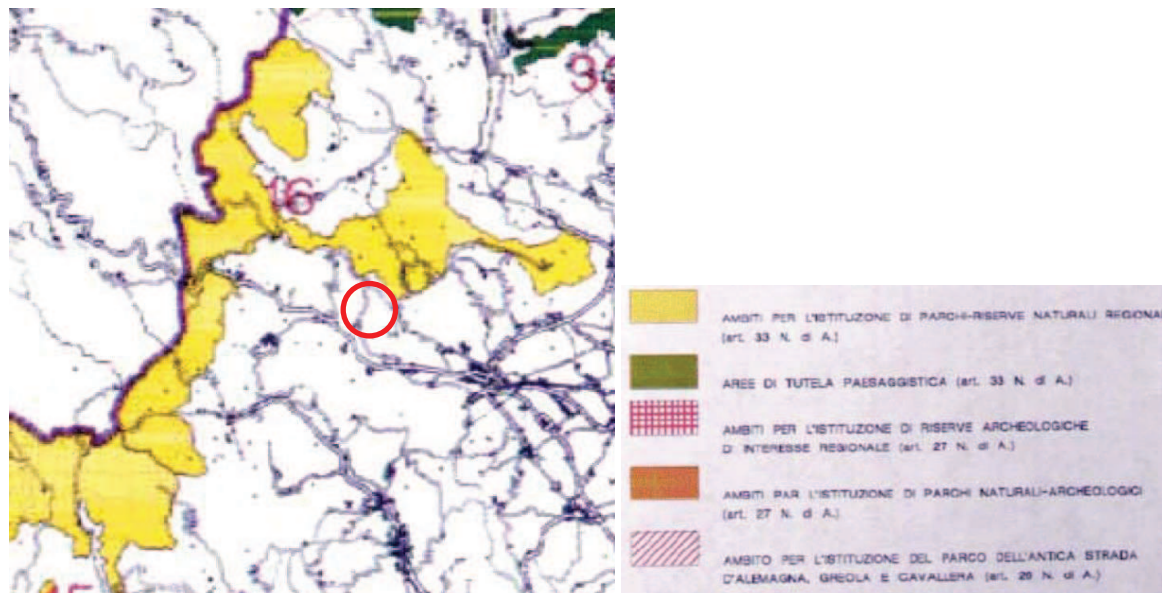 39
16
15
AMBITI PER L'ISTITUZIONE DI PARCHI-RISERVE NATURALI REGIONA
(art. 33 N. di A.)
AREE DI TUTELA PAESAGGISTICA (art. 33 N. di A.)
AMBITI PER L'ISTITUZIONE DI RISERVE ARCHEOLOGICHE
DI INTERESSE REGIONALE (art. 27 N. di A.)
AMBITI PAR L'ISTITUZIONE DI PARCHI NATURALI-ARCHEOLOGICI
(art. 27 N. di A.)
AMBITO PER L'ISTITUZIONE DEL PARCO DELL'ANTICA STRADA
D'ALEMAGNA, GREOLA E CAVALLERA (art. 26 N. di A.)